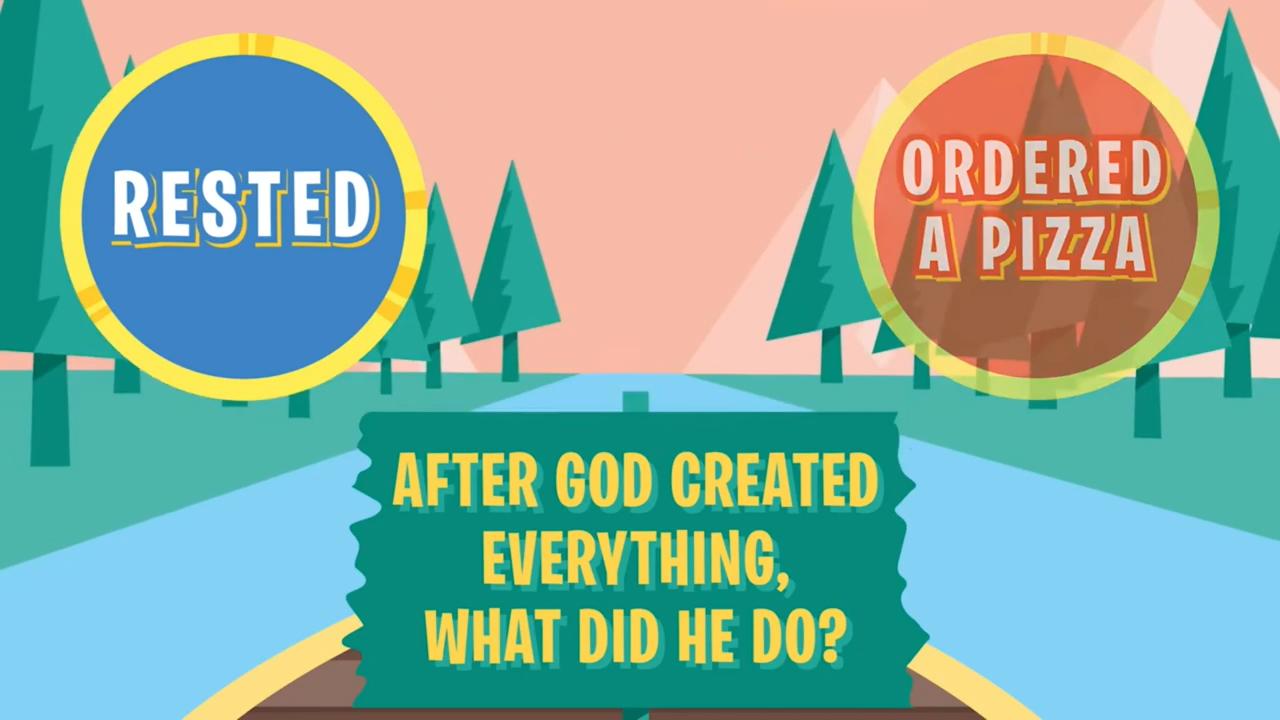 RESTED
ORDERED
A PIZZA
AFTER GOD CREATED
EVERYTHING,
WHAT DID HE DO?